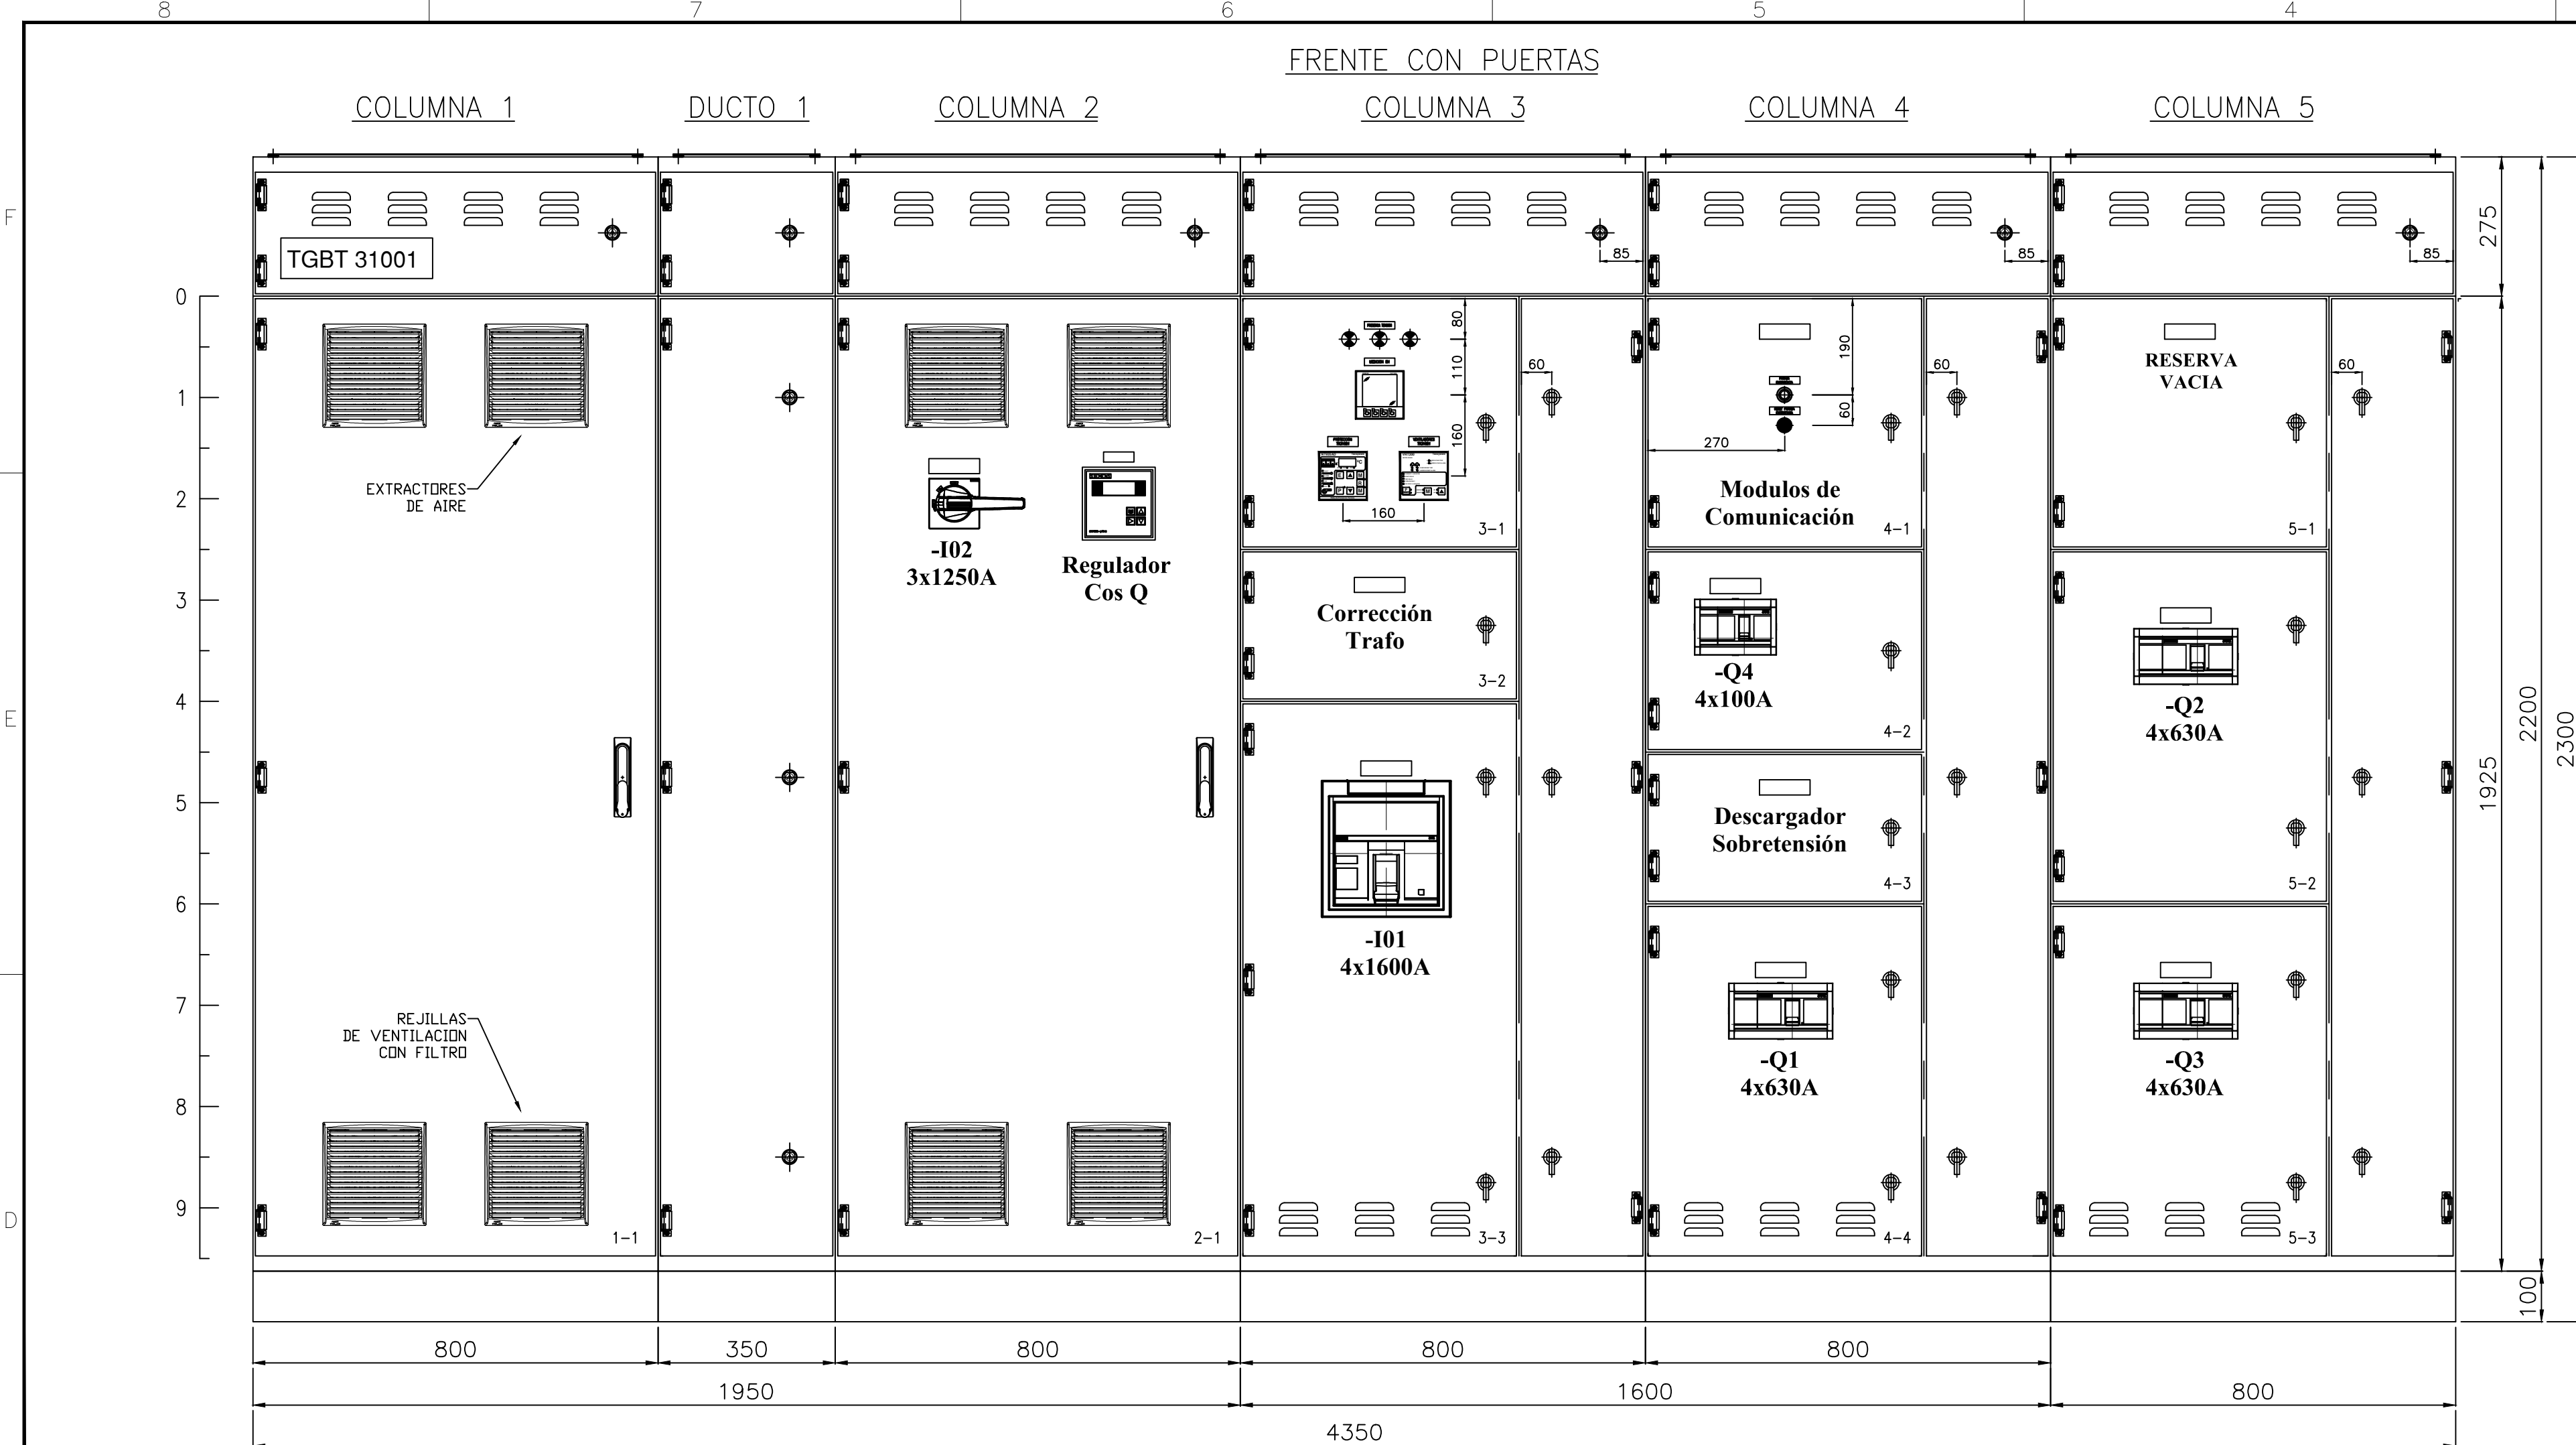 8 7 6 5 4
FRENTE CON PUERTAS
COLUMNA 1 DUCTO 1 COLUMNA 2 COLUMNA 3 COLUMNA 4 COLUMNA 5
F
E
D
TGBT 31001
0
1
2
3
4
5
6
7
8
9
EXTRACTORES
DE AIRE
REJILLAS
DE VENTILACION
CON FILTRO
1-1
-I02
3x1250A
Regulador
Cos Q
2-1
85
80
110
160
160
60
3-1
Corrección
Trafo
3-2
-I01
4x1600A
3-3
85
190
60
270
60
Modulos de
Comunicación
4-1
-Q4
4x100A
4-2
Descargador
Sobretensión
4-3
-Q1
4x630A
4-4
85
RESERVA
VACIA
60
5-1
-Q2
4x630A
5-2
-Q3
4x630A
5-3
275
1925
2200
2300
100
800 350 800 800 800
1950 1600 800
4350